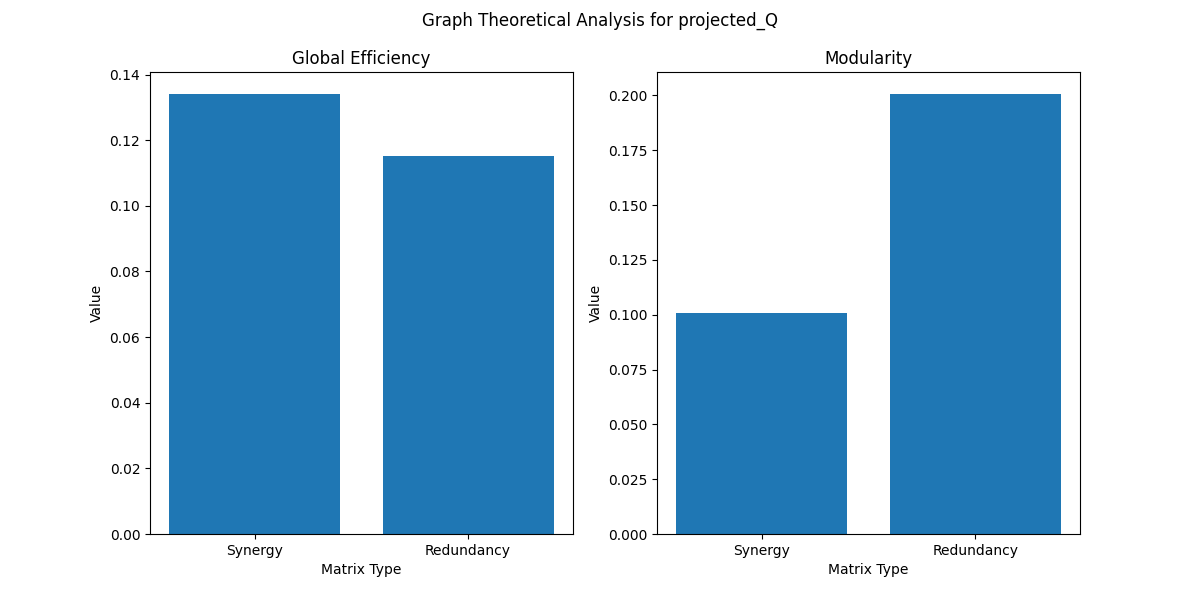 Graph Theoretical Analysis for projected_Q
Global Efficiency
0.14
0.12
0.10
0.08
0.06
0.04
0.02
0.00
Value
Synergy
Redundancy
Matrix Type
Modularity
0.200
0.175
0.150
0.125
0.100
0.075
0.050
0.025
0.000
Value
Synergy
Redundancy
Matrix Type